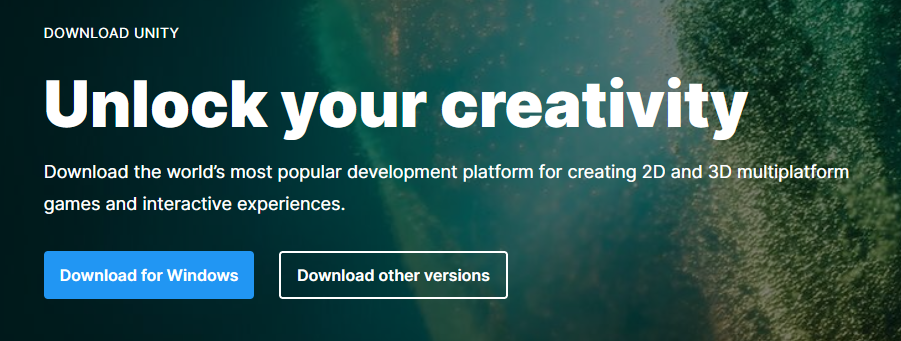 DOWNLOAD UNITY
Unlock your creativity
Download the world’s most popular development platform for creating 2D and 3D multiplatform
games and interactive experiences.
Download for Windows
Download other versions